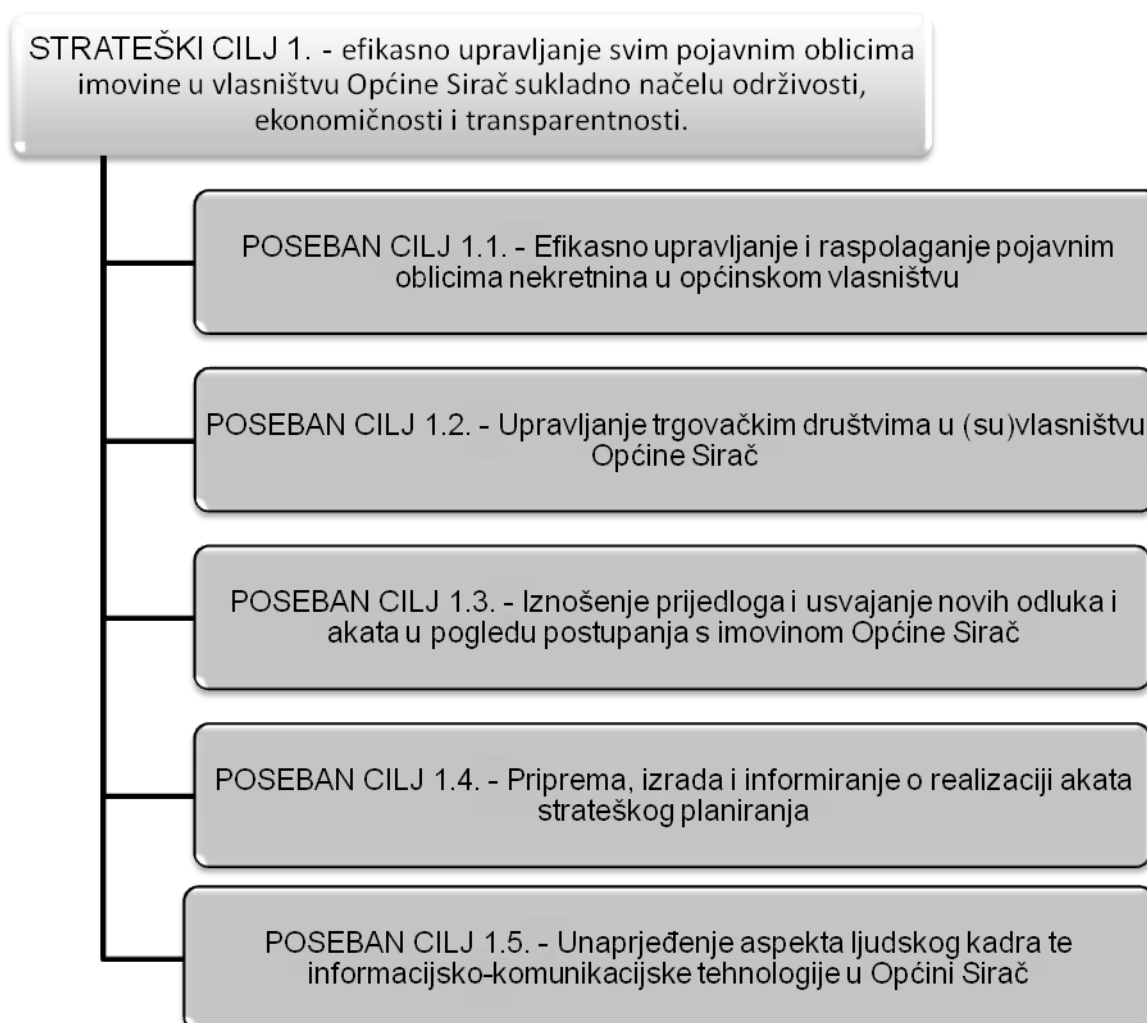 STRATEŠKI CILJ 1. - efikasno upravljanje svim pojavnim oblicima
imovine u vlasništvu Općine Sirač sukladno načelu održivosti,
ekonomičnosti i transparentnosti.
POSEBAN CILJ 1.1. - Efikasno upravljanje i raspolaganje pojavnim
oblicima nekretnina u općinskom vlasništvu
POSEBAN CILJ 1.2. - Upravljanje trgovačkim društvima u (su)vlasništvu
Općine Sirač
POSEBAN CILJ 1.3. - Iznošenje prijedloga i usvajanje novih odluka i
akata u pogledu postupanja s imovinom Općine Sirač
POSEBAN CILJ 1.4. - Priprema, izrada i informiranje o realizaciji akata
strateškog planiranja
POSEBAN CILJ 1.5. - Unaprjeđenje aspekta ljudskog kadra te
informacijsko-komunikacijske tehnologije u Općini Sirač